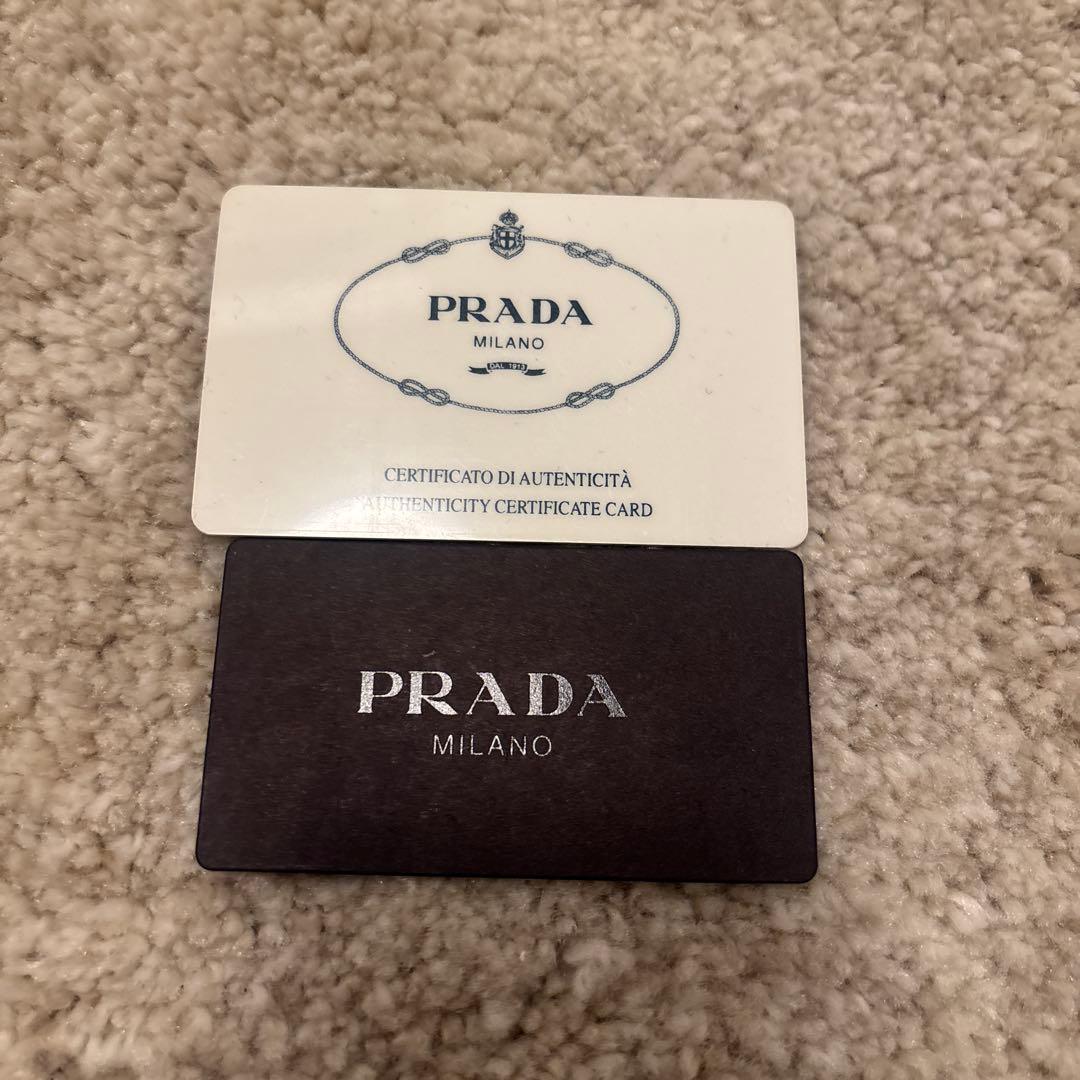 PRADA
MILANO
DAL 1913
CERTIFICATO DI AUTENTICITÀ
AUTHENTICITY CERTIFICATE CARD
PRADA
MILANO